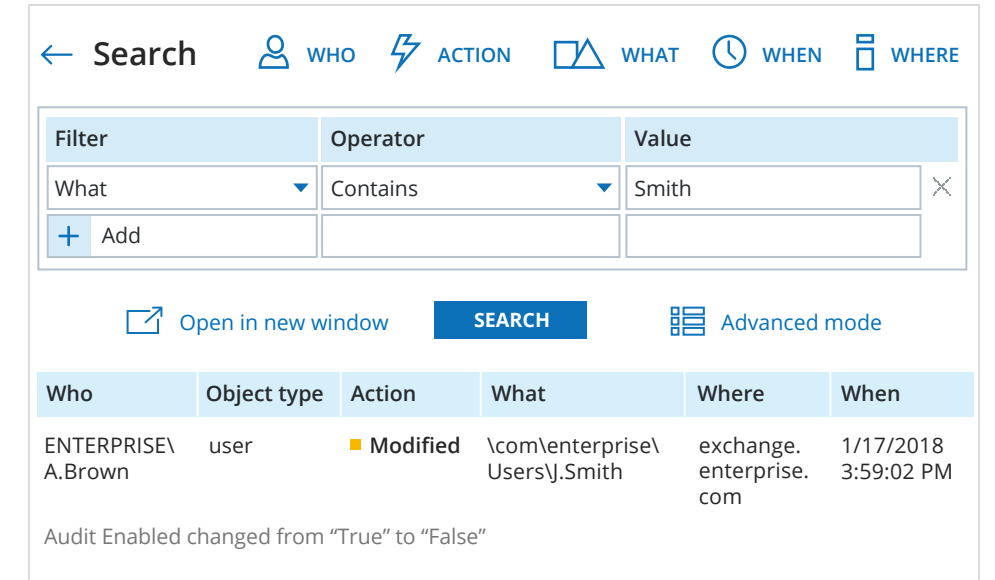 Search WHO ACTION WHAT WHEN WHERE
Filter Operator Value
What Contains Smith
Add
Open in new window SEARCH Advanced mode
Who Object type Action What Where When
ENTERPRISE\ user Modified \com\enterprise\ exchange. 1/17/2018
A.Brown Users\J.Smith enterprise. 3:59:02 PM
com
Audit Enabled changed from “True” to “False”